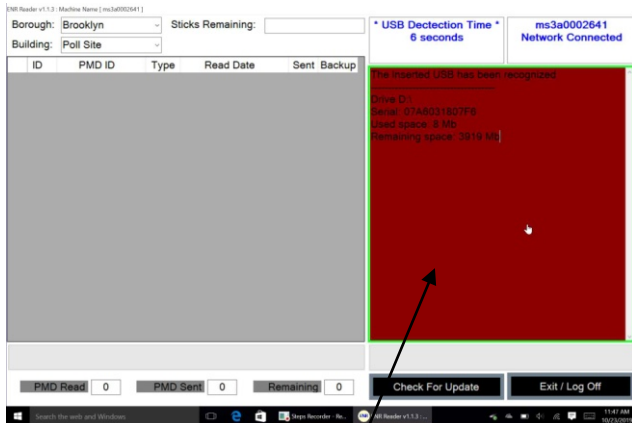 ENR Reader v1.1.3 : Machine Name [ ms3a0002641 ]
Borough: Brooklyn Sticks Remaining:
Building: Poll Site
* USB Dectection Time *
6 seconds
ms3a0002641
Network Connected
ID PMD ID Type Read Date Sent Backup
The inserted USB has been recognized
Drive D:\
Serial: 07A8031807F6
Used space: 8 Mb
Remaining space: 3919 Mb
PMD Read 0 PMD Sent 0 Remaining 0
Check For Update
Exit / Log Off
Search the web and Windows
Steps Recorder - Re...
ENR Reader v1.1.3 : ...
11:47 AM
10/23/2019